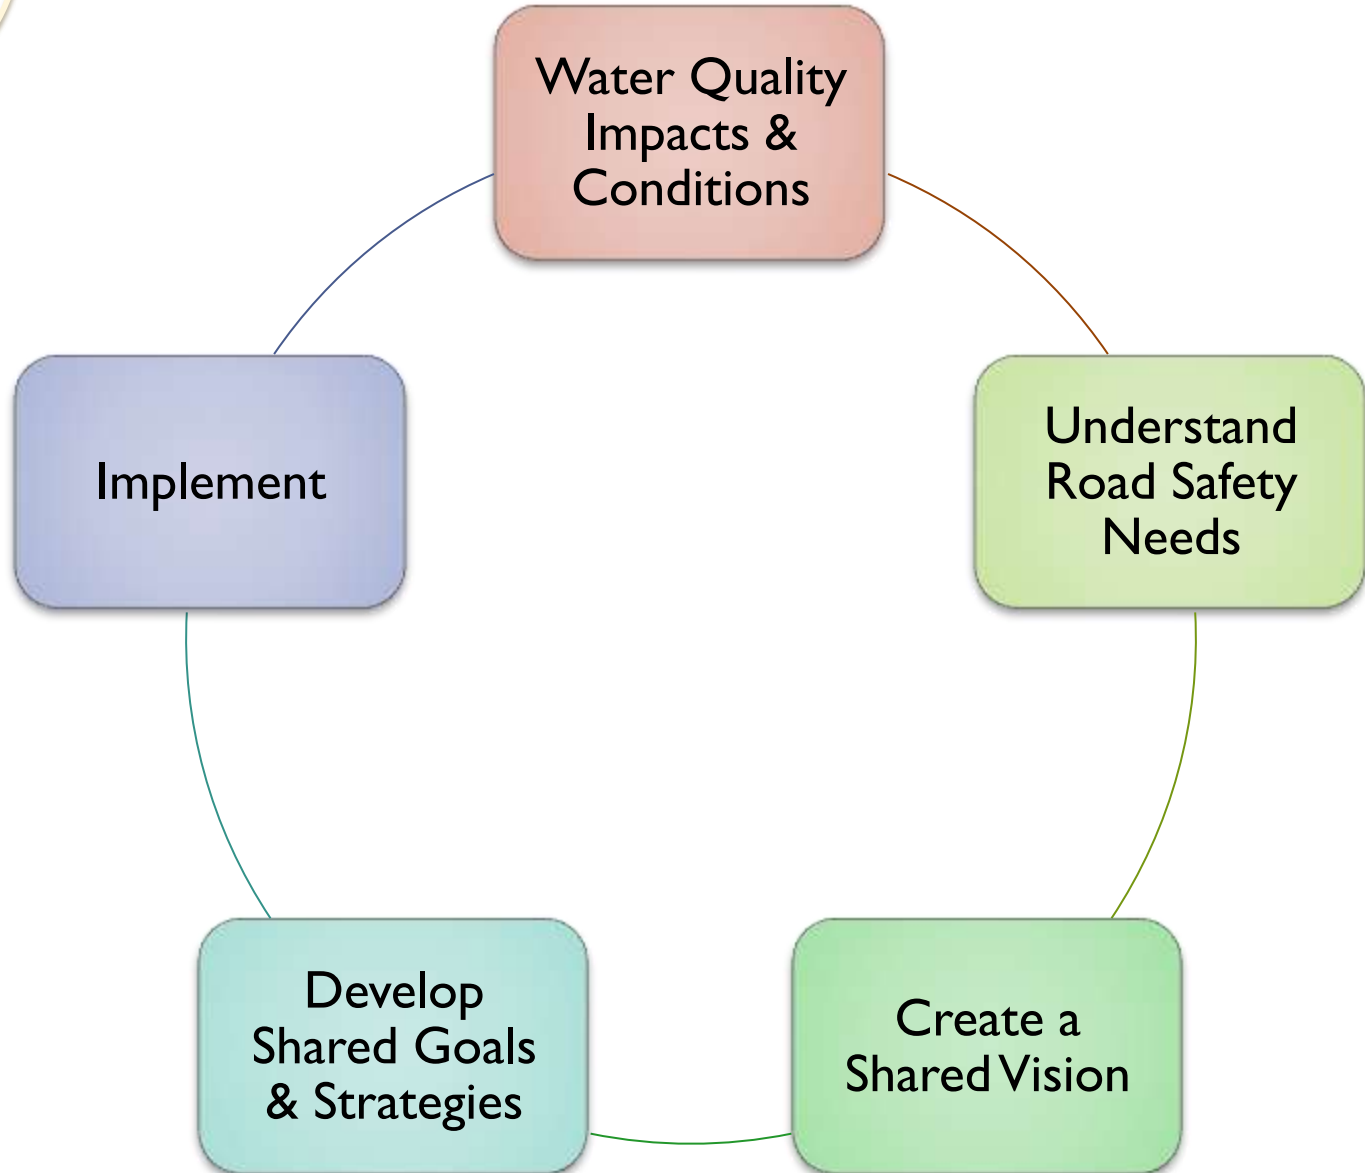 Water Quality
Impacts &
Conditions
Understand
Road Safety
Needs
Create a
Shared Vision
Develop
Shared Goals
& Strategies
Implement